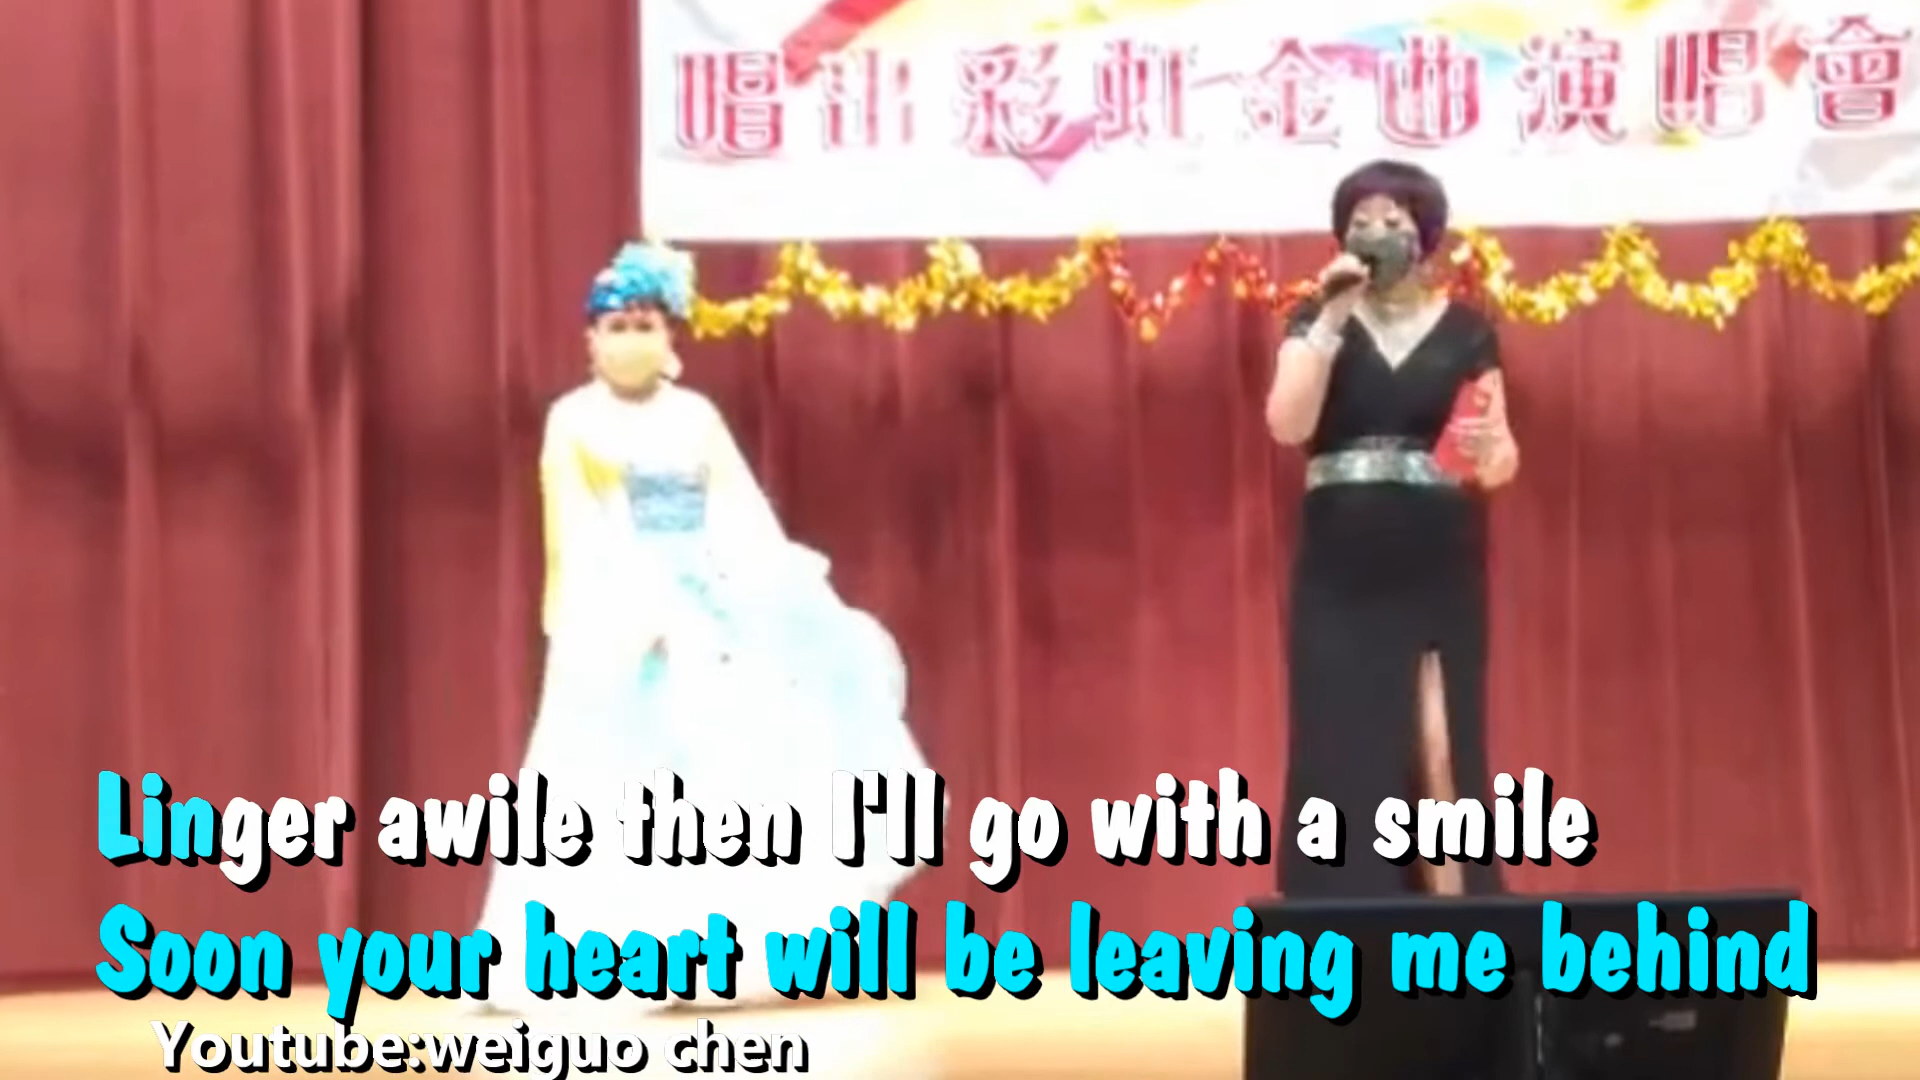 唱出彩虹金曲演唱會
Linger awile then I'll go with a smile
Soon your heart will be leaving me behind
Youtube:weiguo chen